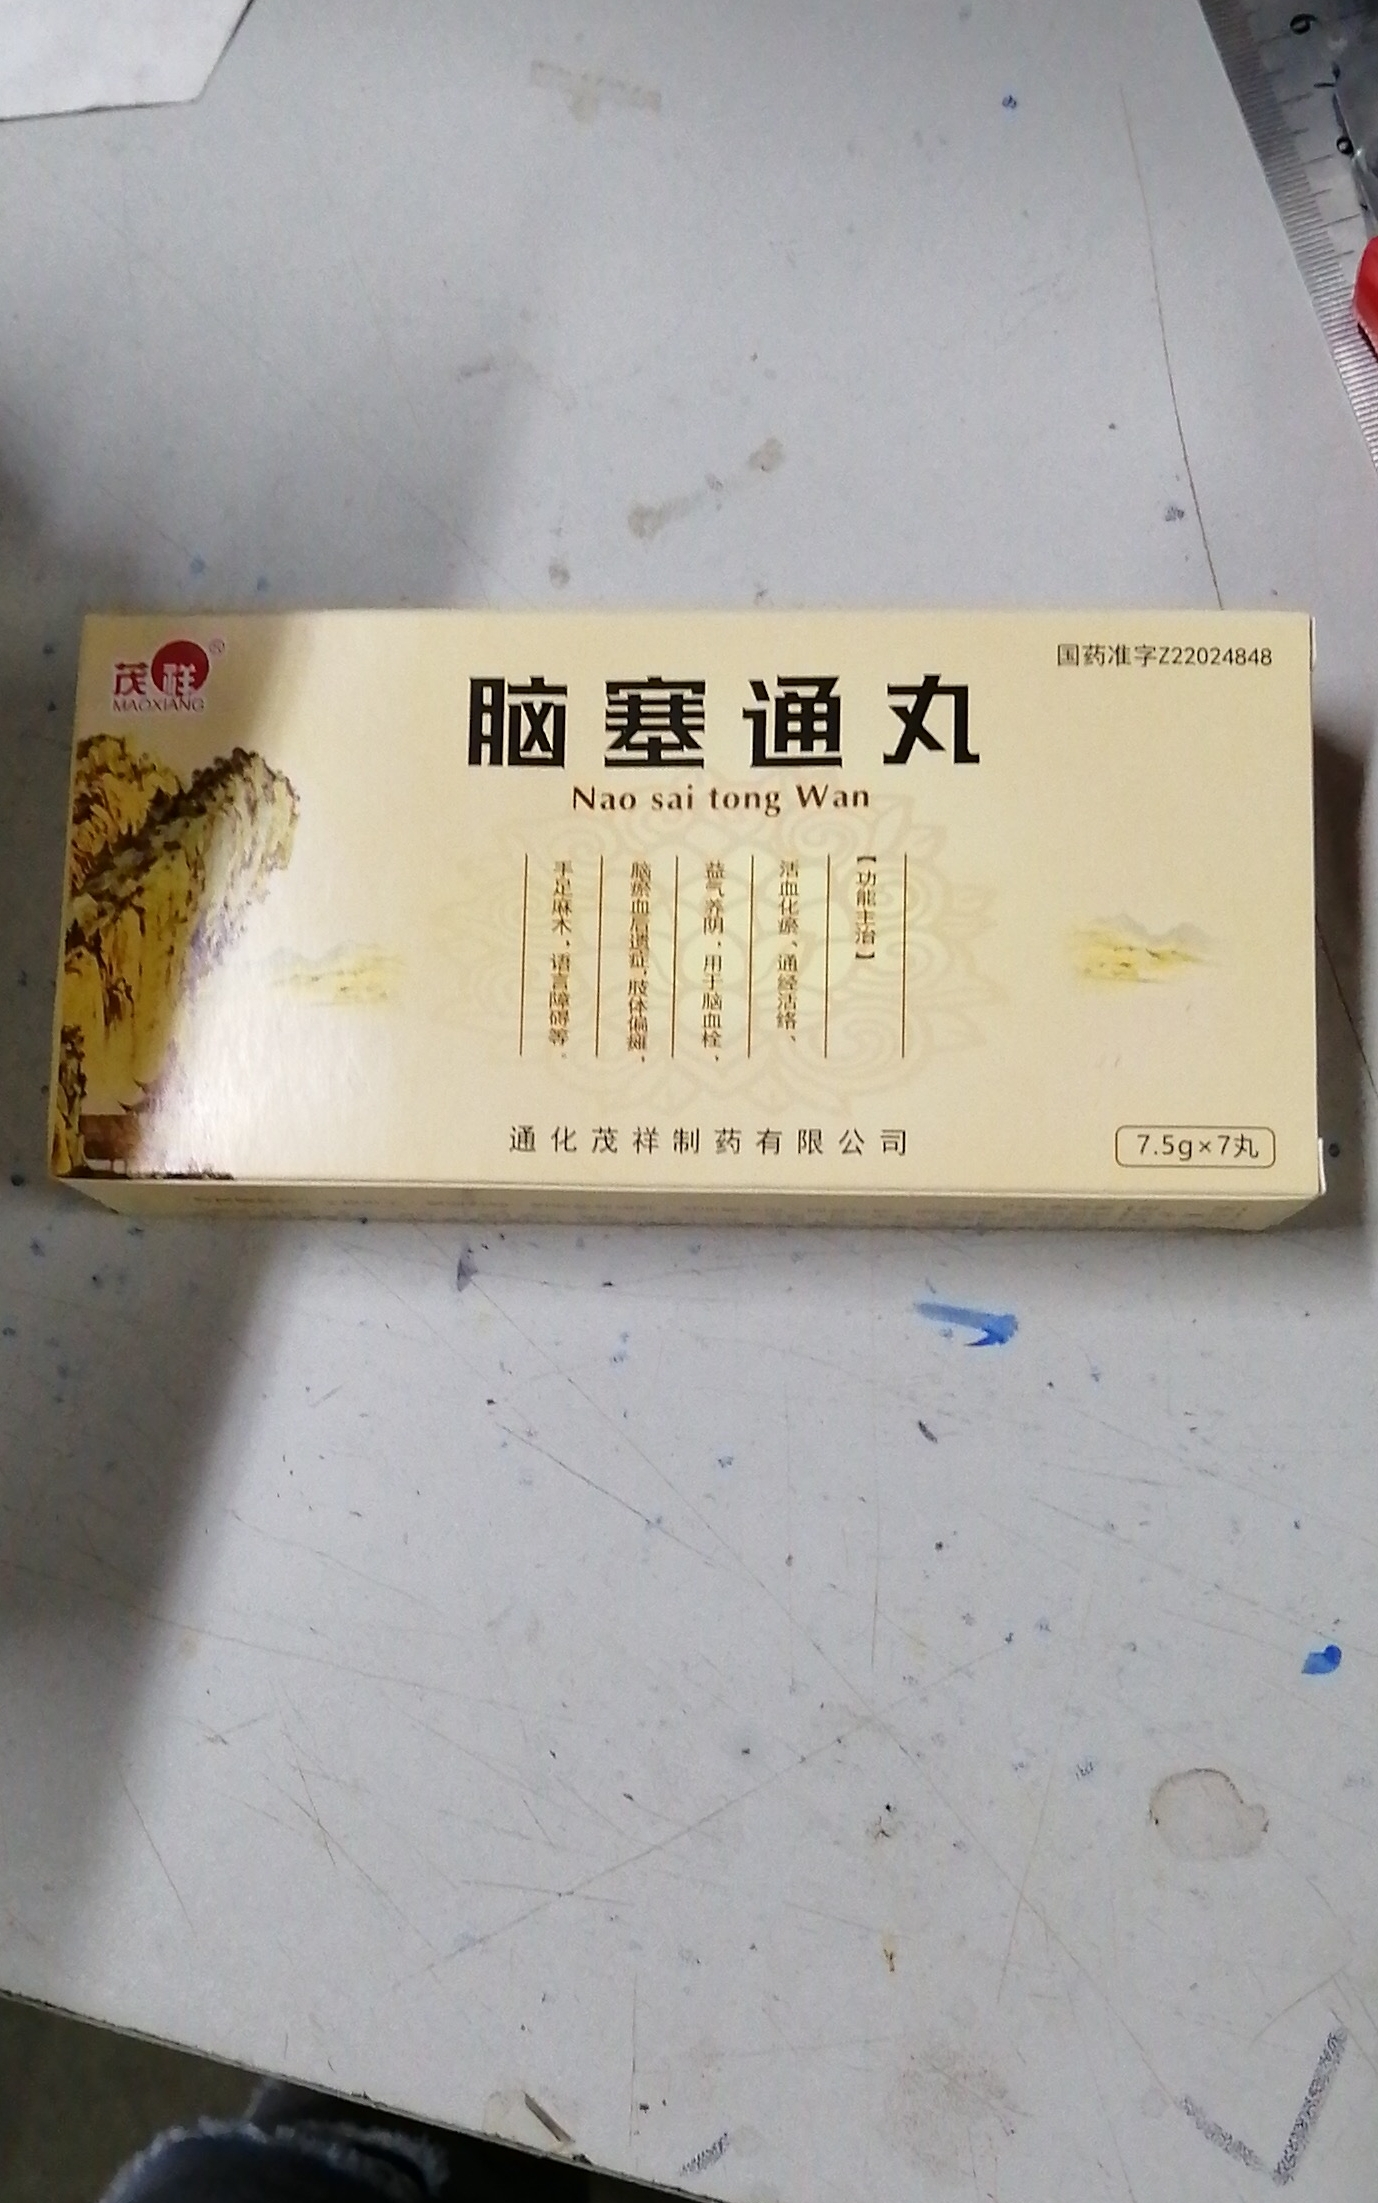 茂祥®
MAOXIANG
国药准字Z22024848
脑塞通丸
Nao sai tong Wan
【功能主治】
活血化瘀、通经活络、
益气养阴，用于脑血栓，
脑瘀血后遗症，肢体偏瘫，
手足麻木、语言障碍等。
通化茂祥制药有限公司
7.5g×7丸